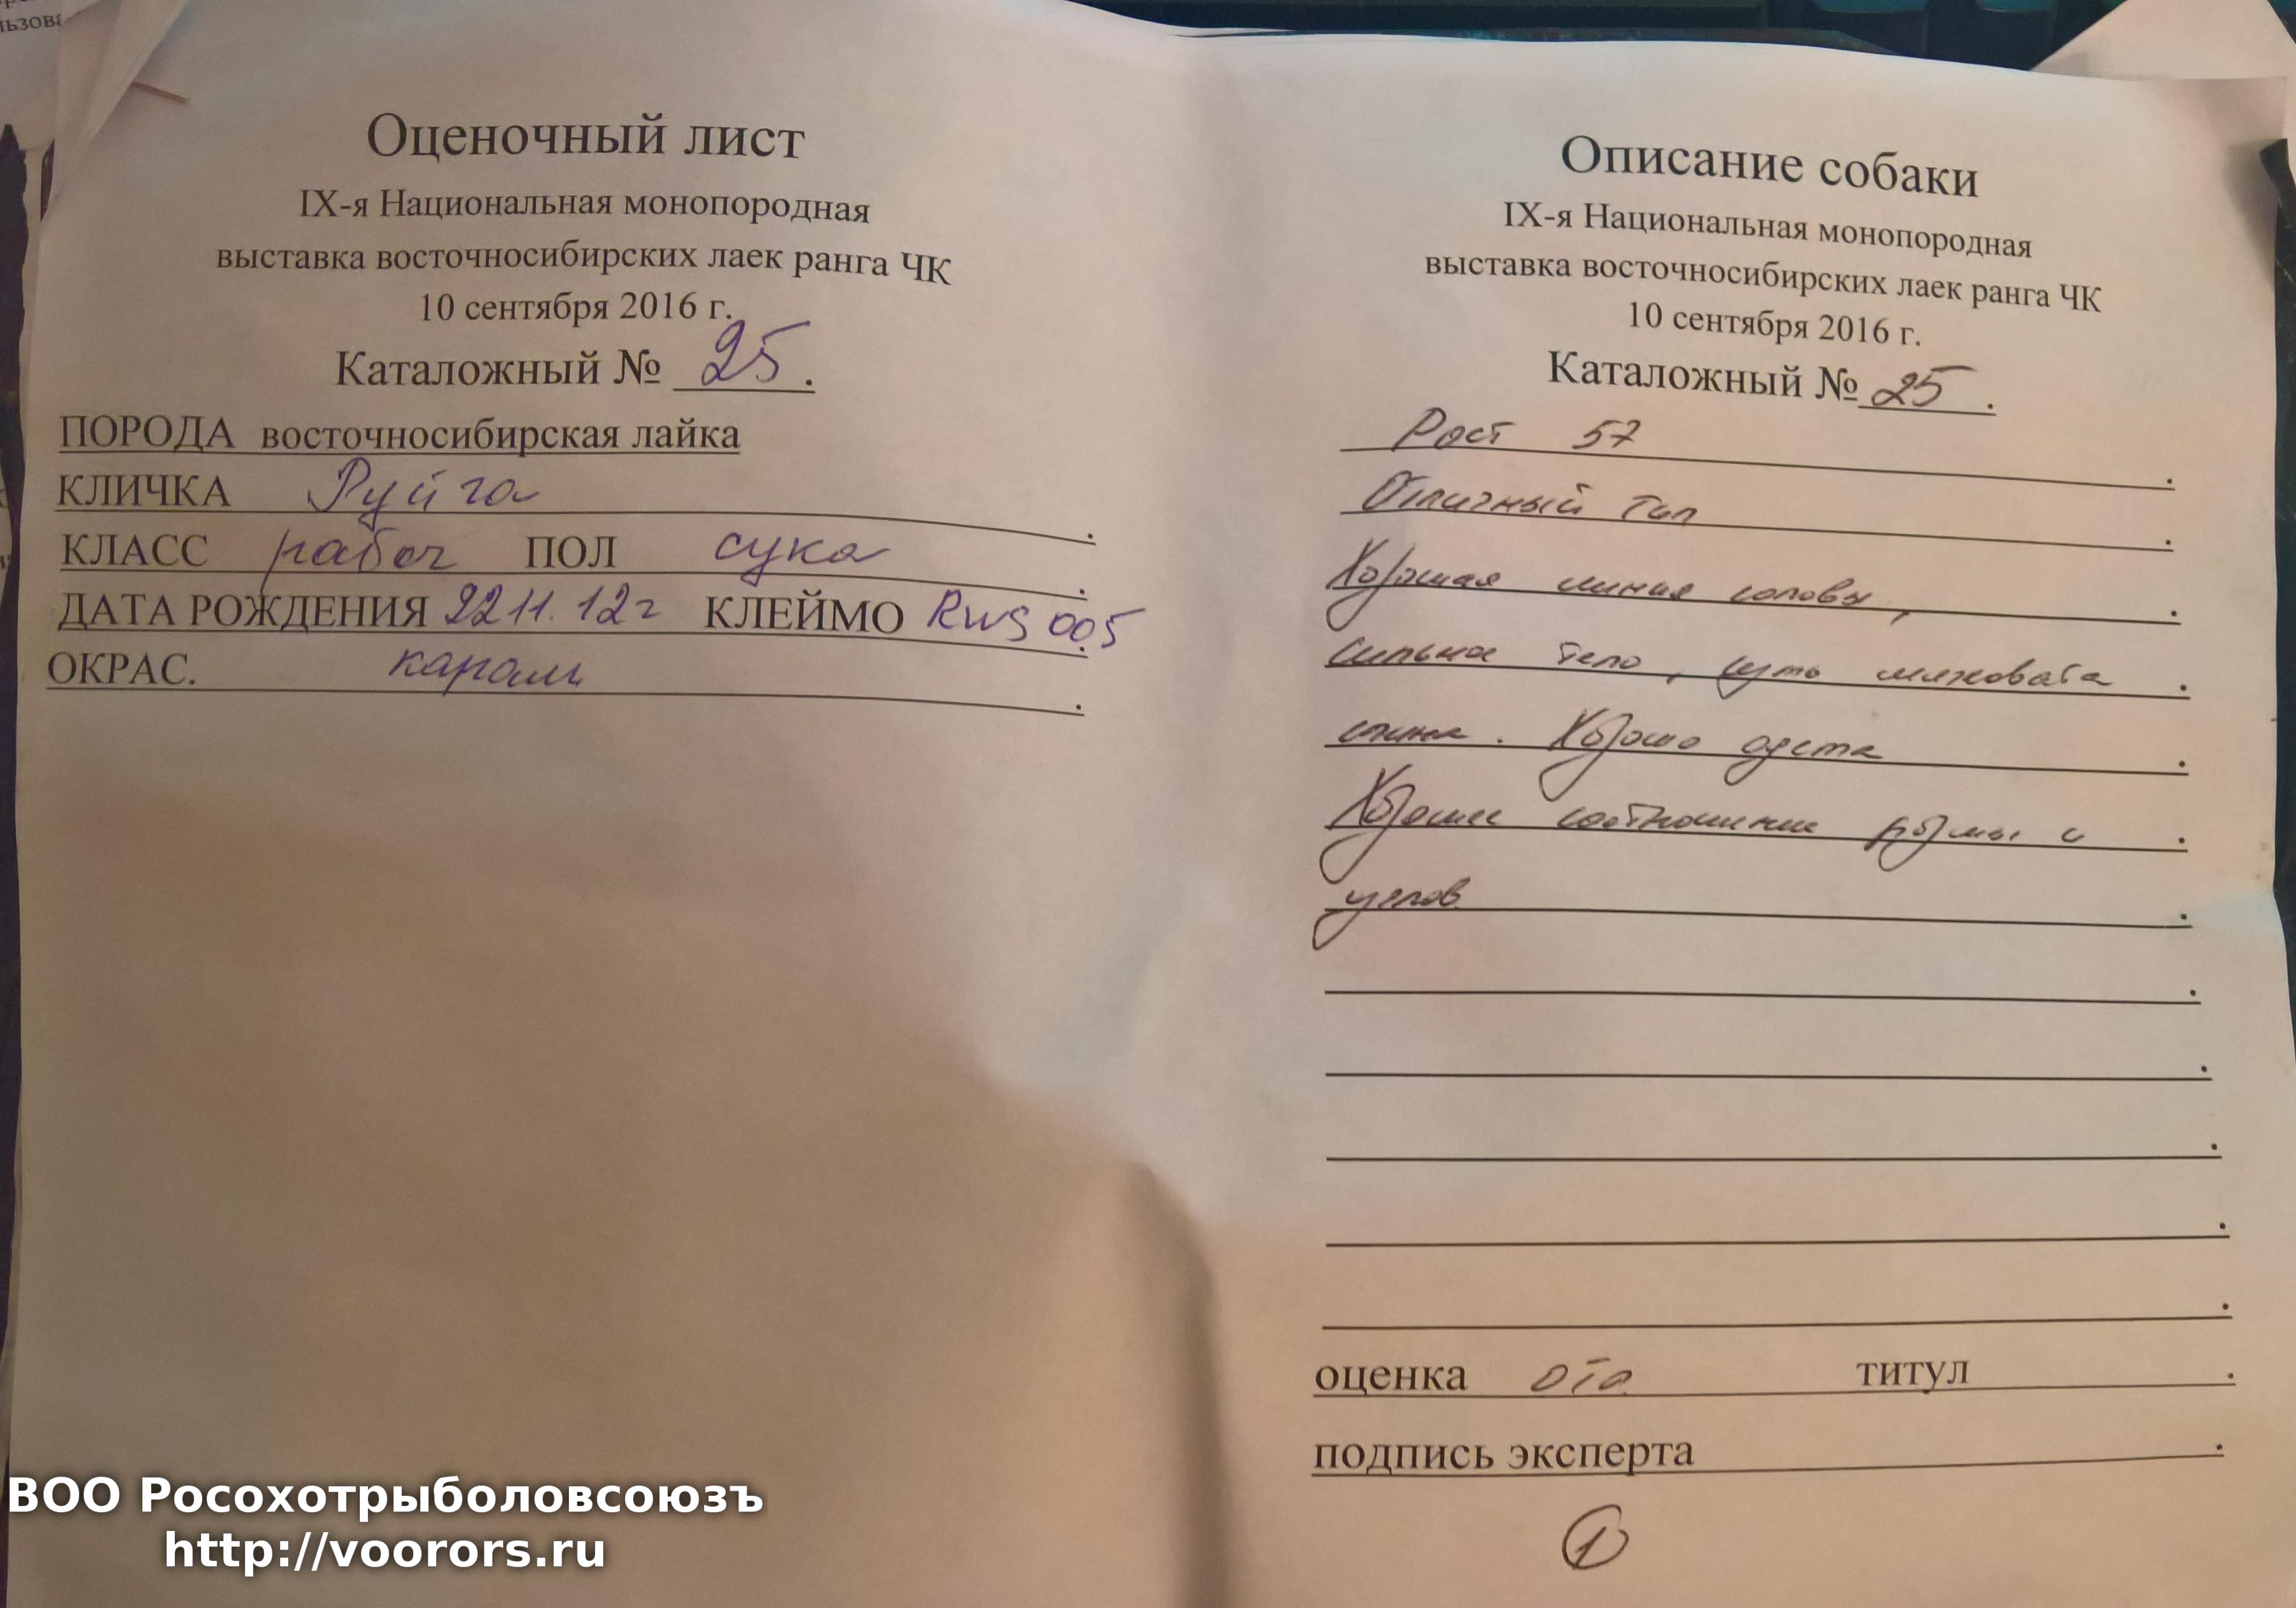 льзова
Оценочный лист
IX-я Национальная монопородная
выставка восточносибирских лаек ранга ЧК
10 сентября 2016 г.
Каталожный № 25.
ПОРОДА восточносибирская лайка
КЛИЧКА Руйга
КЛАСС рабоч ПОЛ сука
ДАТА РОЖДЕНИЯ 22 11. 12г КЛЕЙМО RWS 005
ОКРАС. карам
Описание собаки
IX-я Национальная монопородная
выставка восточносибирских лаек ранга ЧК
10 сентября 2016 г.
Каталожный № 25.
Рост 57
Отличный тип
Хорошая линия головы,
сильное тело, чуть мягковата
спина. Хорошо одета
Хорошее соотношение формы и
углов
оценка отл титул
подпись эксперта
1
ВОО Росохотрыболовсоюзъ
http://voorors.ru